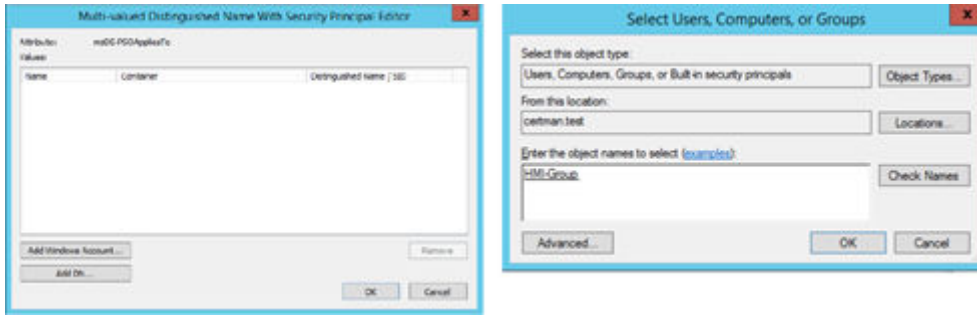 Multi-valued Distinguished Name With Security Principal Editor
Attribute: msDS-PSOAppliesTo
Values:
Name Container Distinguished Name / SID
Add Windows Account... Remove
Add DN...
OK Cancel
Select Users, Computers, or Groups
Select this object type:
Users, Computers, Groups, or Built-in security principals Object Types...
From this location:
certman.test Locations...
Enter the object names to select (examples):
HMI-Group Check Names
Advanced... OK Cancel